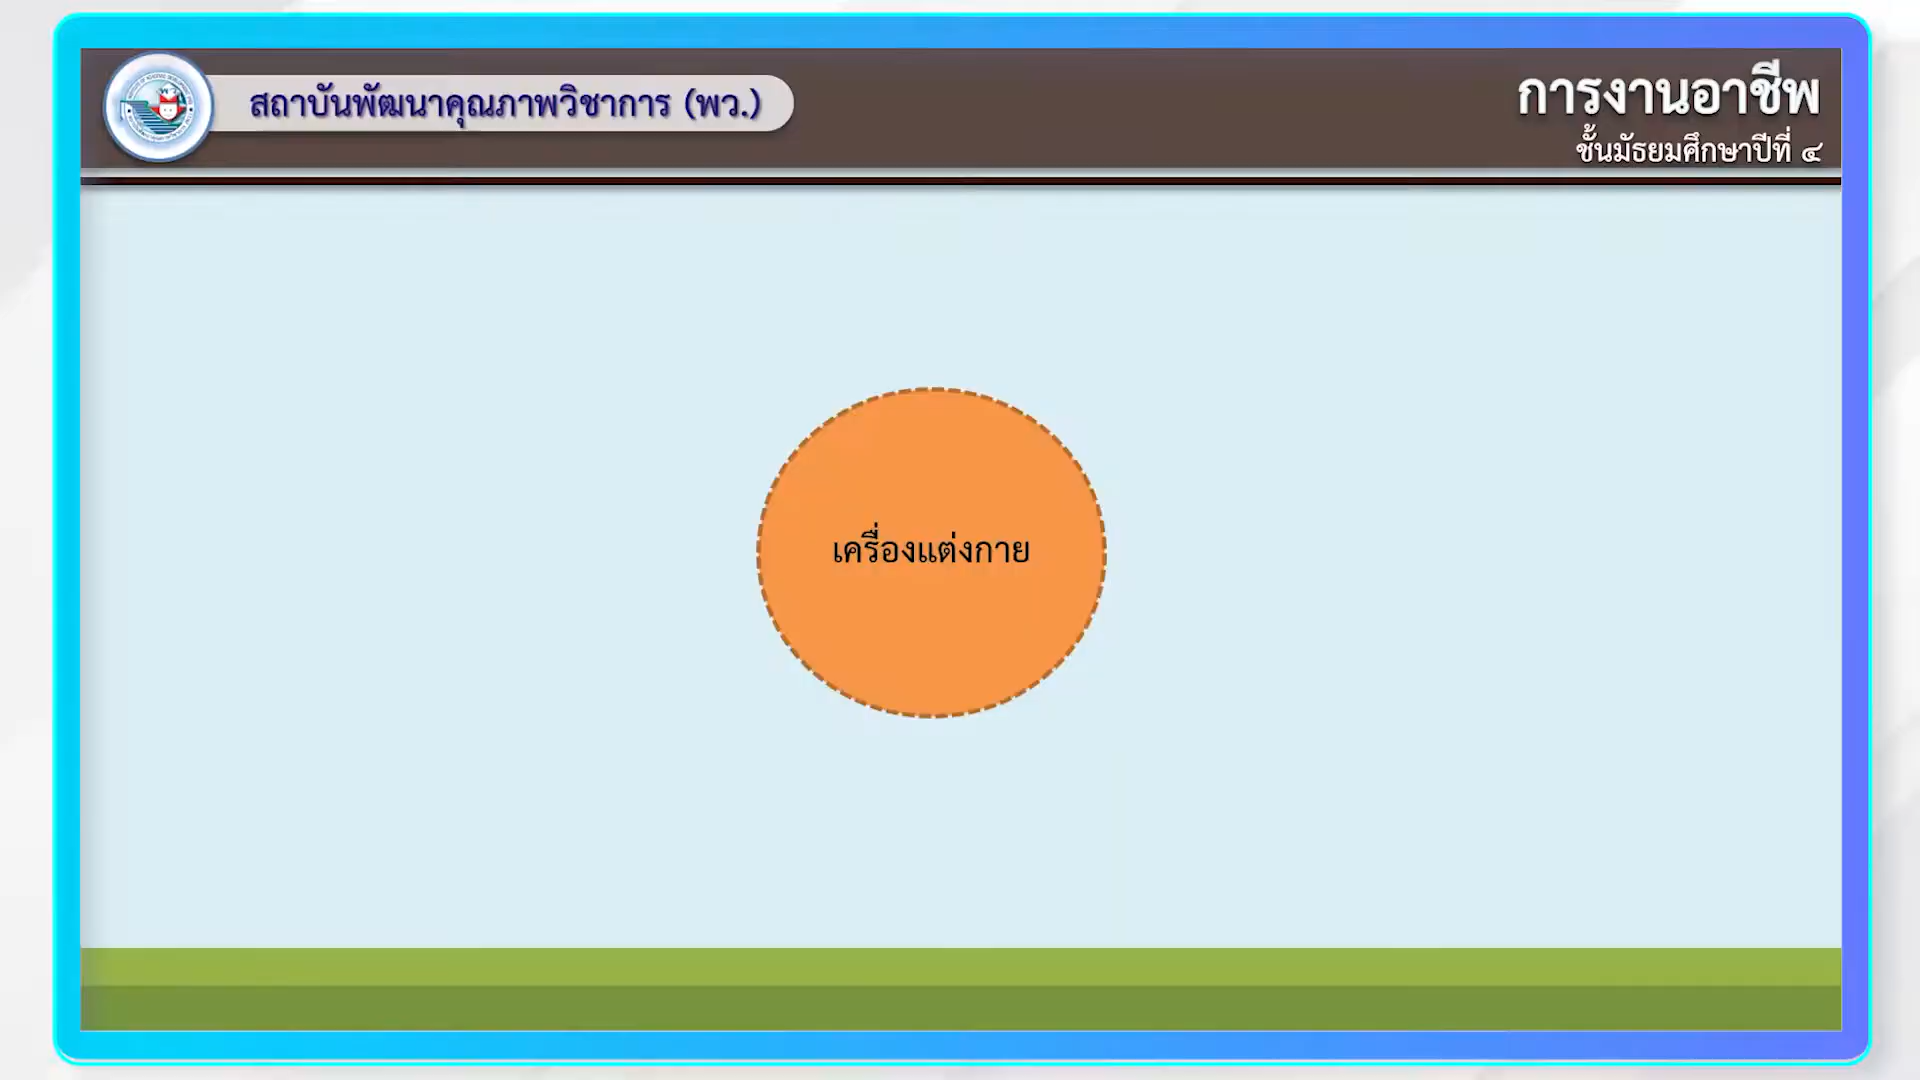 สถาบันพัฒนาคุณภาพวิชาการ (พว.)
การงานอาชีพ
ชั้นมัธยมศึกษาปีที่ ๔
เครื่องแต่งกาย